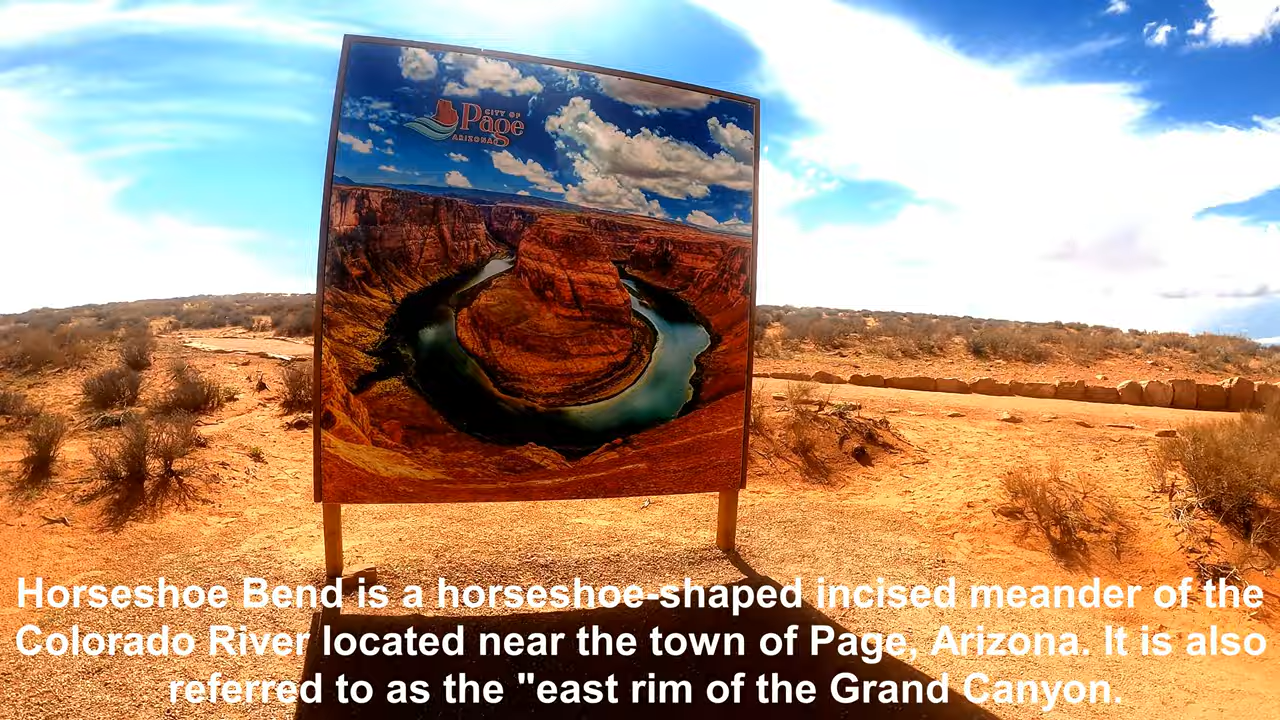 CITY OF
Page
ARIZONA
Horseshoe Bend is a horseshoe-shaped incised meander of the
Colorado River located near the town of Page, Arizona. It is also
referred to as the "east rim of the Grand Canyon.